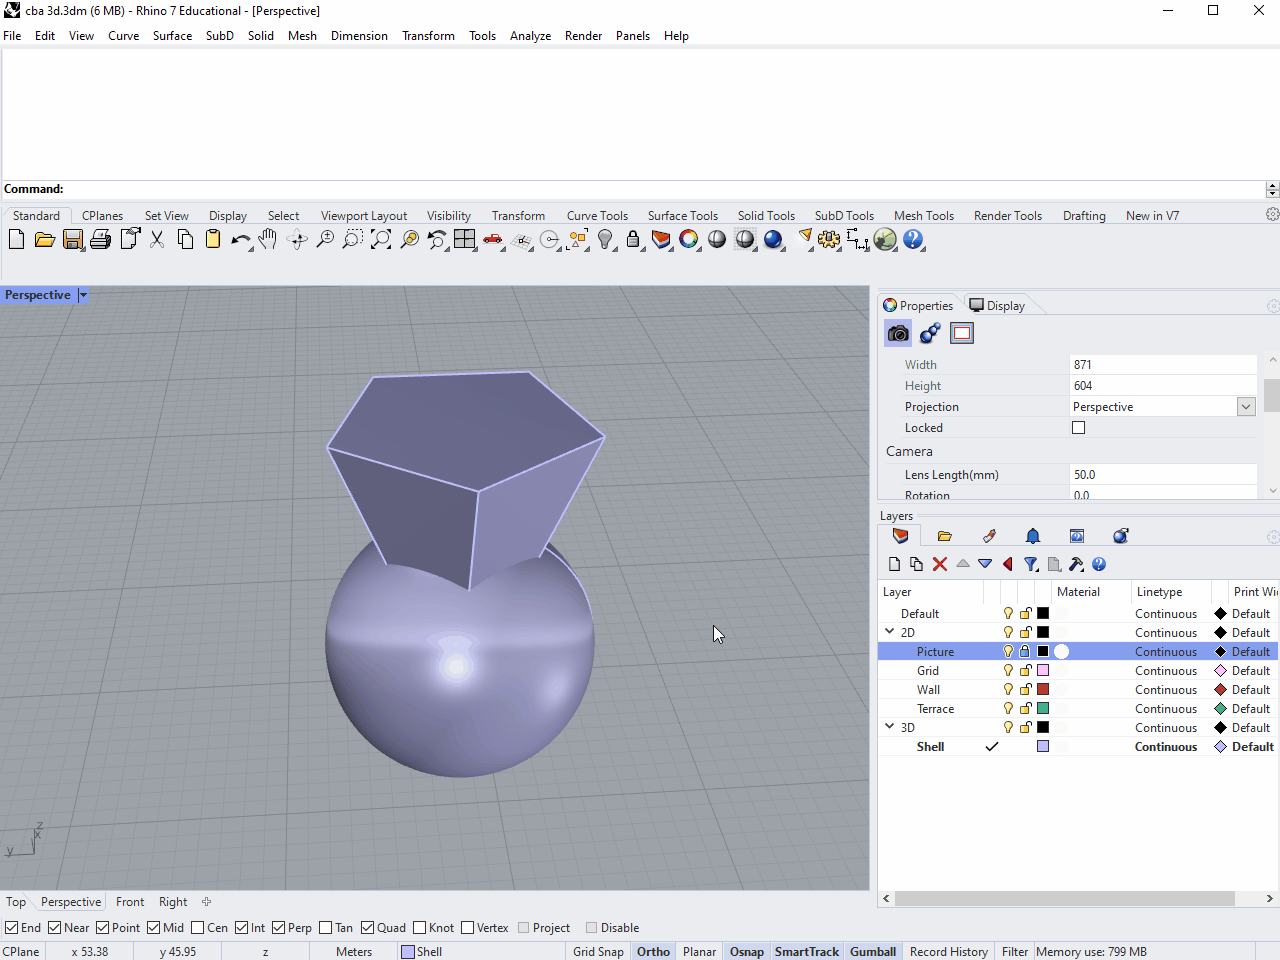 cba 3d.3dm (6 MB) - Rhino 7 Educational - [Perspective]
File Edit View Curve Surface SubD Solid Mesh Dimension Transform Tools Analyze Render Panels Help
Command:
Standard CPlanes Set View Display Select Viewport Layout Visibility Transform Curve Tools Surface Tools Solid Tools SubD Tools Mesh Tools Render Tools Drafting New in V7
Perspective
z
x
y
Properties Display
Width 871
Height 604
Projection Perspective
Locked
Camera
Lens Length(mm) 50.0
Rotation 0.0
Layers
Layer Material Linetype Print Wi
Default Continuous Default
2D Continuous Default
Picture Continuous Default
Grid Continuous Default
Wall Continuous Default
Terrace Continuous Default
3D Continuous Default
Shell Continuous Default
Top Perspective Front Right
End Near Point Mid Cen Int Perp Tan Quad Knot Vertex Project Disable
CPlane x 53.38 y 45.95 z Meters Shell Grid Snap Ortho Planar Osnap SmartTrack Gumball Record History Filter Memory use: 799 MB